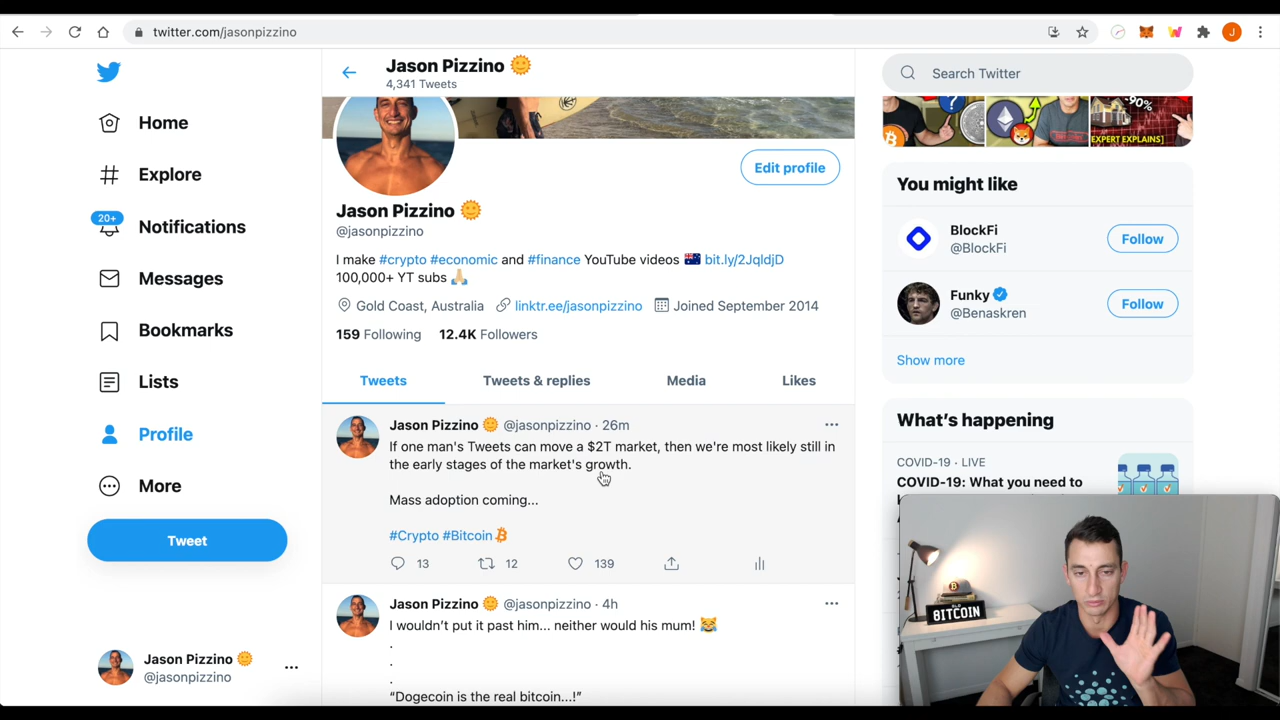 twitter.com/jasonpizzino
J
Jason Pizzino
4,341 Tweets
Search Twitter
Home
Explore
20+
Notifications
Messages
Bookmarks
Lists
Profile
More
Tweet
Jason Pizzino
@jasonpizzino
Edit profile
Jason Pizzino
@jasonpizzino
I make #crypto #economic and #finance YouTube videos bit.ly/2JqldjD
100,000+ YT subs
Gold Coast, Australia linktr.ee/jasonpizzino Joined September 2014
159 Following 12.4K Followers
Tweets Tweets & replies Media Likes
Jason Pizzino @jasonpizzino · 26m
If one man's Tweets can move a $2T market, then we're most likely still in
the early stages of the market's growth.
Mass adoption coming...
#Crypto #Bitcoin
13 12 139
Jason Pizzino @jasonpizzino · 4h
I wouldn't put it past him... neither would his mum!
.
.
.
"Dogecoin is the real bitcoin...!"
-90%
EXPERT EXPLAINS]
You might like
BlockFi
@BlockFi
Follow
Funky
@Benaskren
Follow
Show more
What's happening
COVID-19 · LIVE
COVID-19: What you need to
BITCOIN